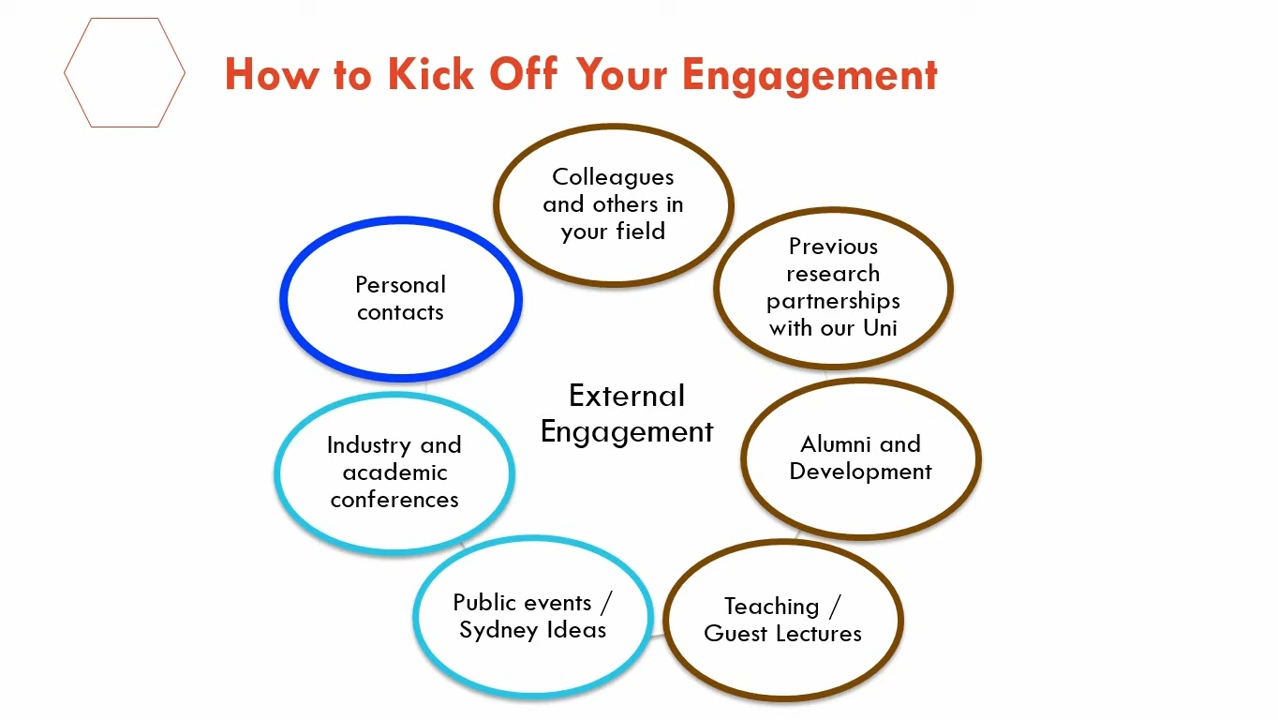 How to Kick Off Your Engagement
Colleagues
and others in
your field
Previous
research
partnerships
with our Uni
Alumni and
Development
Teaching /
Guest Lectures
Public events /
Sydney Ideas
Industry and
academic
conferences
Personal
contacts
External
Engagement